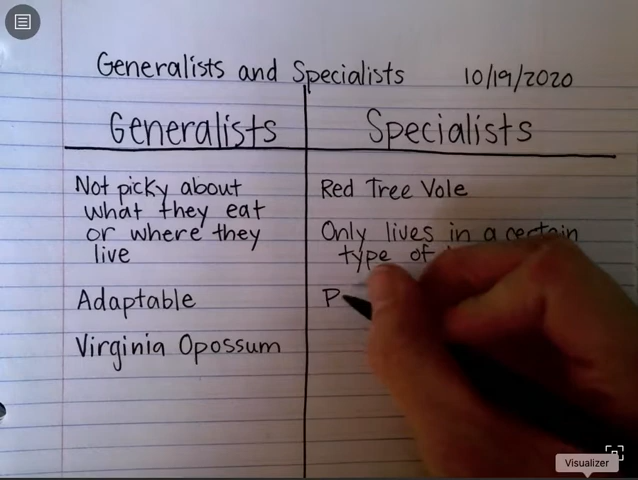 Generalists and Specialists 10/19/2020
Generalists Specialists
Not picky about
what they eat
or where they
live
Adaptable
Virginia Opossum
Red Tree Vole
Only lives in a certain
type of
P
Visualizer